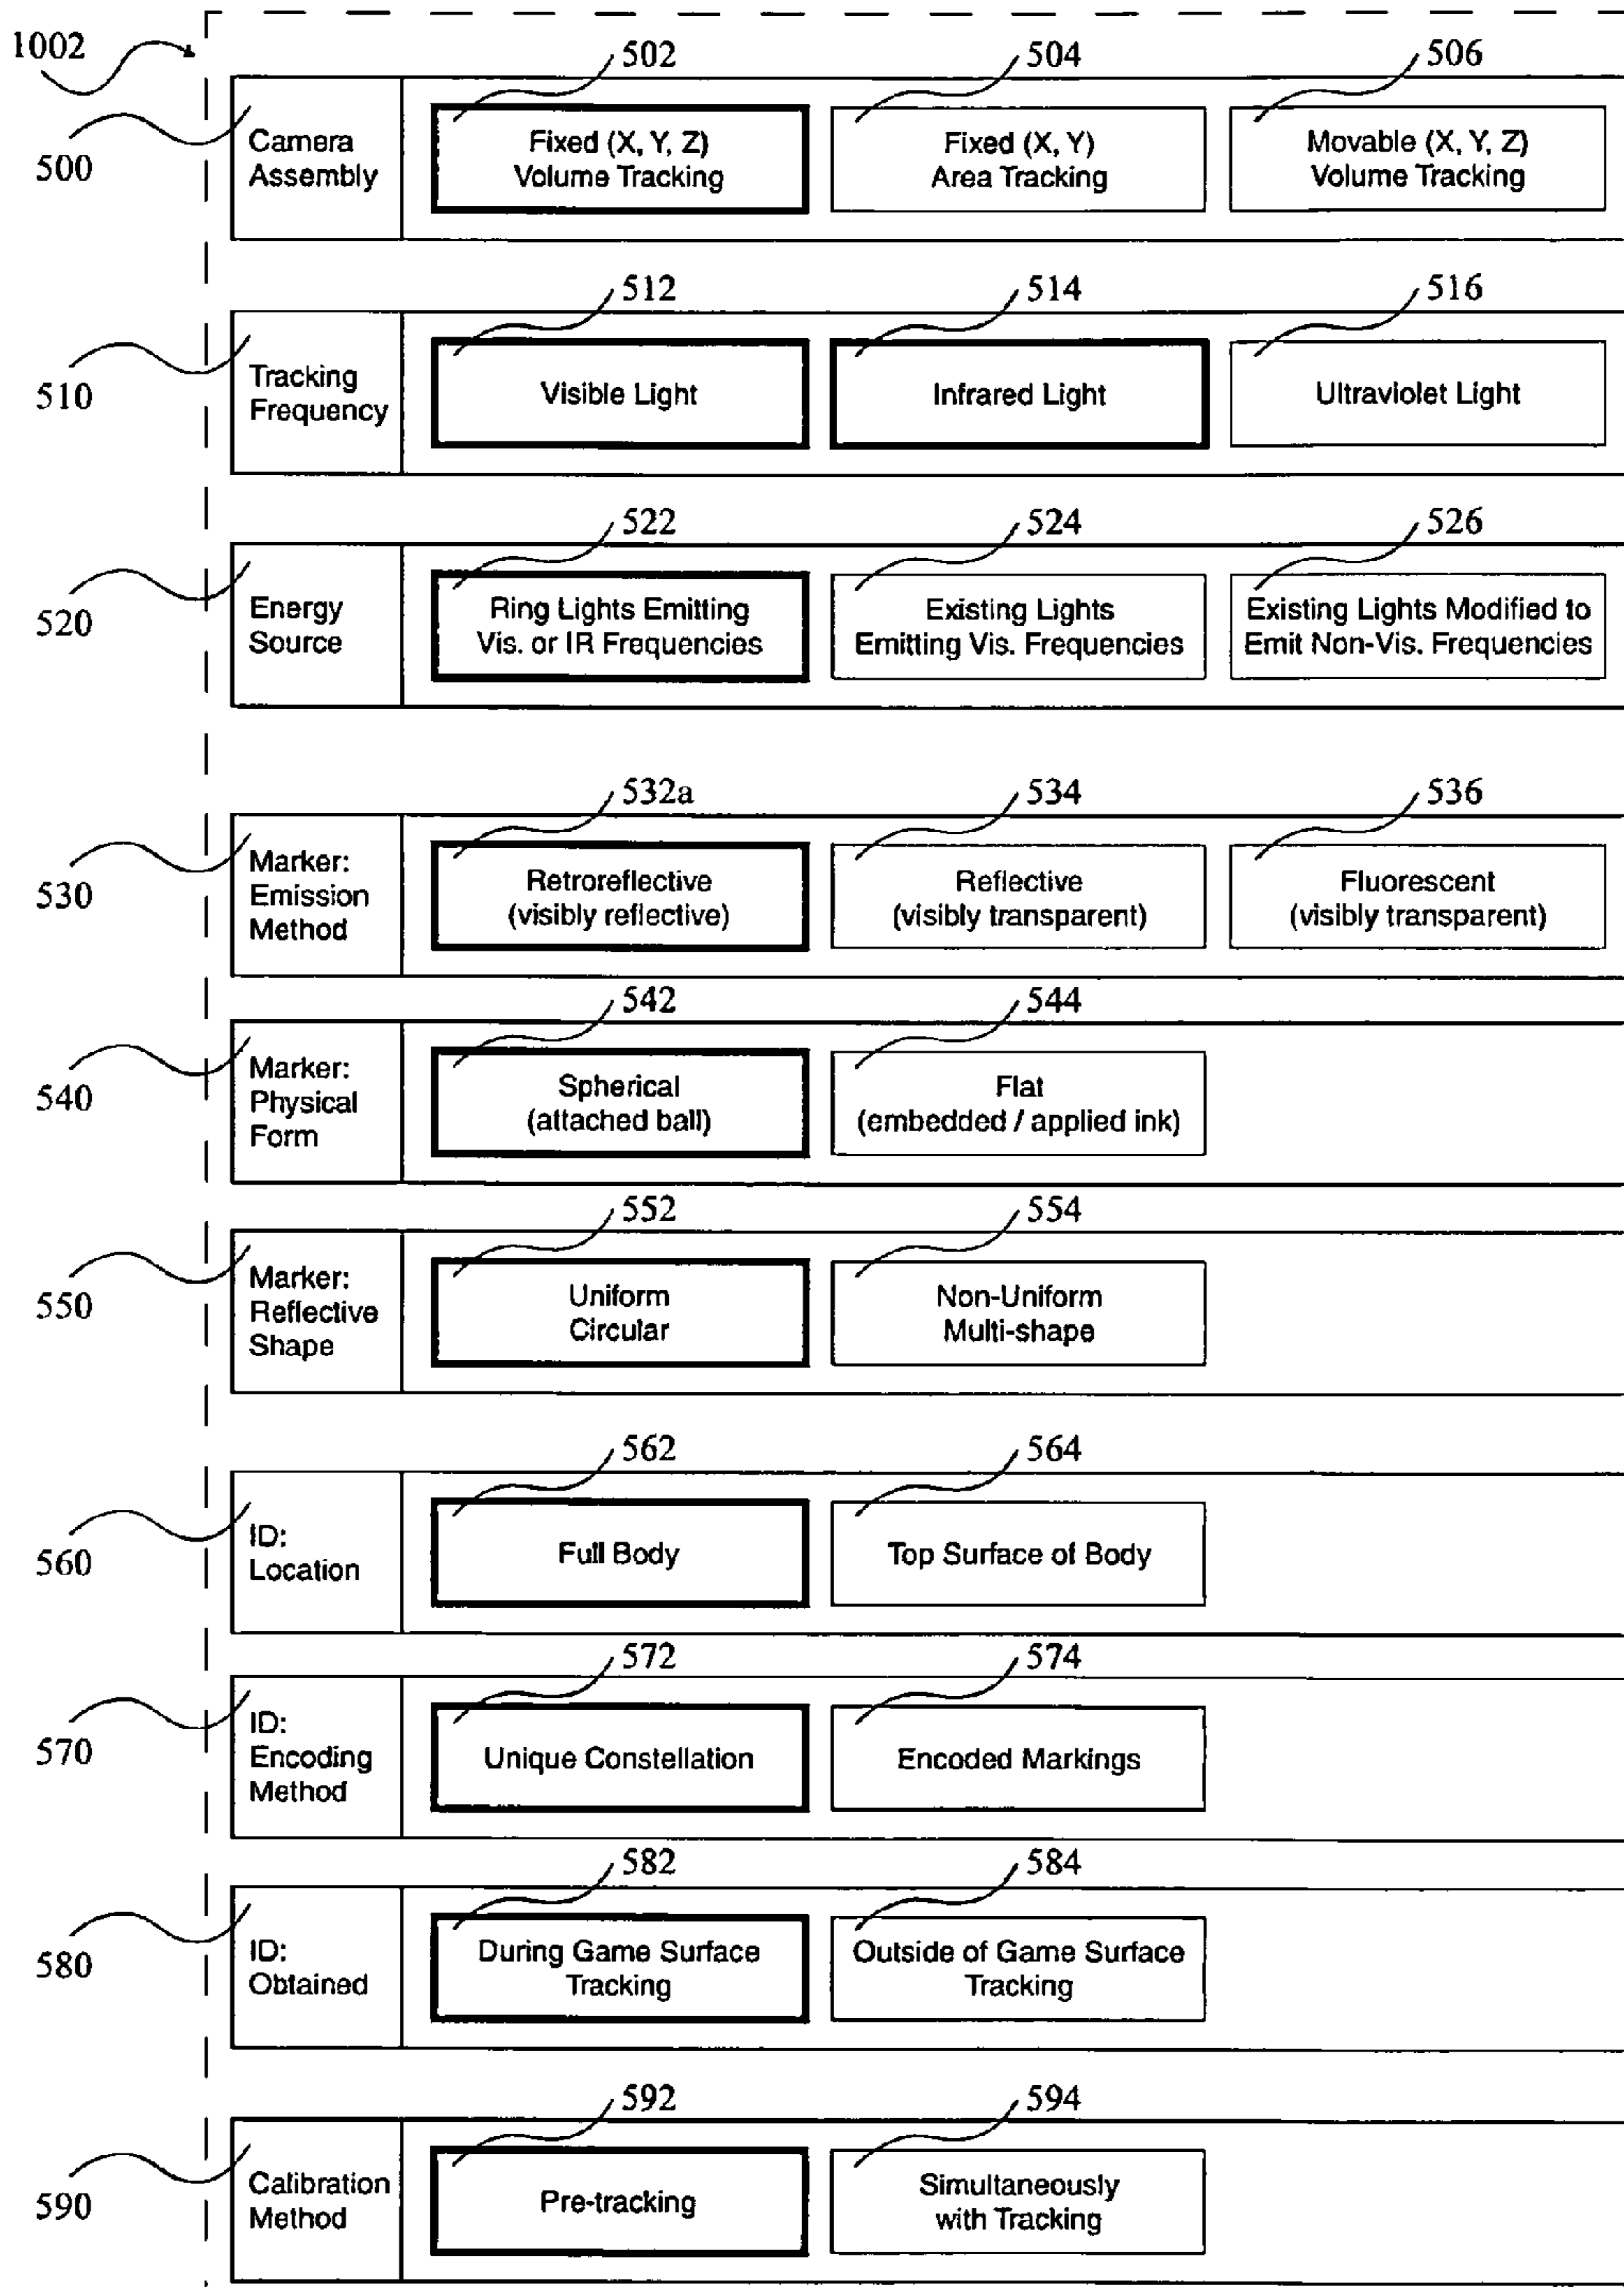 1002
502
504
506
500
Camera
Assembly
Fixed (X, Y, Z)
Volume Tracking
Fixed (X, Y)
Area Tracking
Movable (X, Y, Z)
Volume Tracking
512
514
516
510
Tracking
Frequency
Visible Light
Infrared Light
Ultraviolet Light
522
524
526
520
Energy
Source
Ring Lights Emitting
Vis. or IR Frequencies
Existing Lights
Emitting Vis. Frequencies
Existing Lights Modified to
Emit Non-Vis. Frequencies
532a
534
536
530
Marker:
Emission
Method
Retroreflective
(visibly reflective)
Reflective
(visibly transparent)
Fluorescent
(visibly transparent)
542
544
540
Marker:
Physical
Form
Spherical
(attached ball)
Flat
(embedded / applied ink)
552
554
550
Marker:
Reflective
Shape
Uniform
Circular
Non-Uniform
Multi-shape
562
564
560
ID:
Location
Full Body
Top Surface of Body
572
574
570
ID:
Encoding
Method
Unique Constellation
Encoded Markings
582
584
580
ID:
Obtained
During Game Surface
Tracking
Outside of Game Surface
Tracking
592
594
590
Calibration
Method
Pre-tracking
Simultaneously
with Tracking